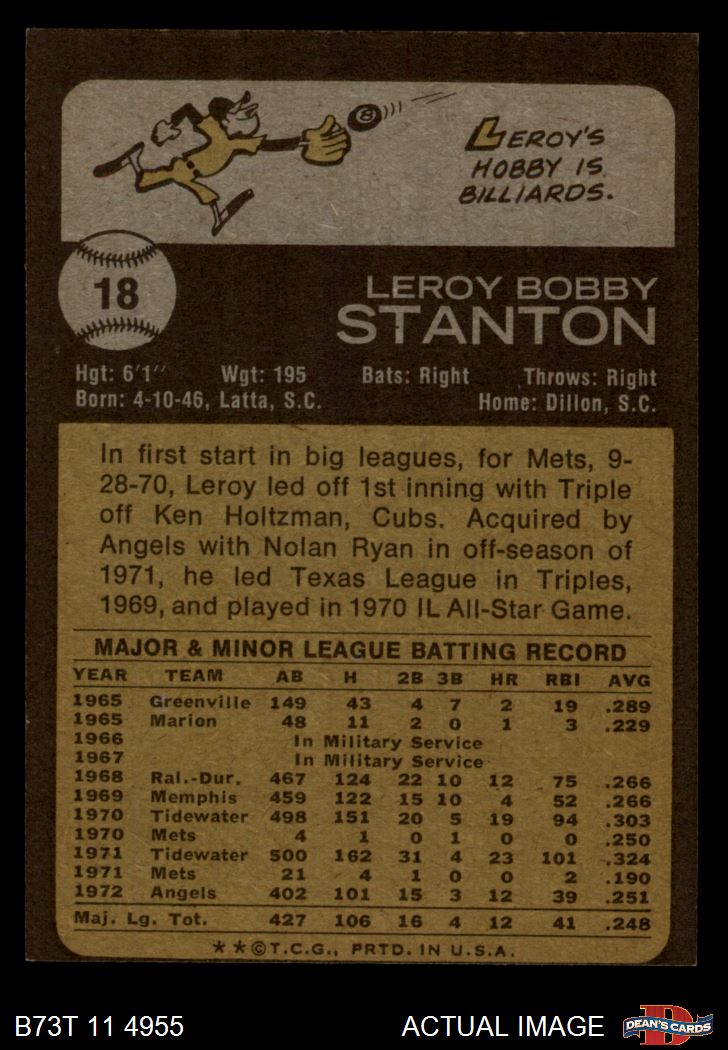 8
LEROY'S
HOBBY IS
BILLIARDS.
18
LEROY BOBBY
STANTON
Hgt: 6'1" Wgt: 195 Bats: Right Throws: Right
Born: 4-10-46, Latta, S.C. Home: Dillon, S.C.
In first start in big leagues, for Mets, 9-
28-70, Leroy led off 1st inning with Triple
off Ken Holtzman, Cubs. Acquired by
Angels with Nolan Ryan in off-season of
1971, he led Texas League in Triples,
1969, and played in 1970 IL All-Star Game.
MAJOR & MINOR LEAGUE BATTING RECORD
YEAR TEAM AB H 2B 3B HR RBI AVG
1965 Greenville 149 43 4 7 2 19 .289
1965 Marion 48 11 2 0 1 3 .229
1966 In Military Service
1967 In Military Service
1968 Ral.-Dur. 467 124 22 10 12 75 .266
1969 Memphis 459 122 15 10 4 52 .266
1970 Tidewater 498 151 20 5 19 94 .303
1970 Mets 4 1 0 1 0 0 .250
1971 Tidewater 500 162 31 4 23 101 .324
1971 Mets 21 4 1 0 0 2 .190
1972 Angels 402 101 15 3 12 39 .251
Maj. Lg. Tot. 427 106 16 4 12 41 .248
**©T.C.G., PRTD. IN U.S.A.
B73T 11 4955 ACTUAL IMAGE D DEAN'S CARDS